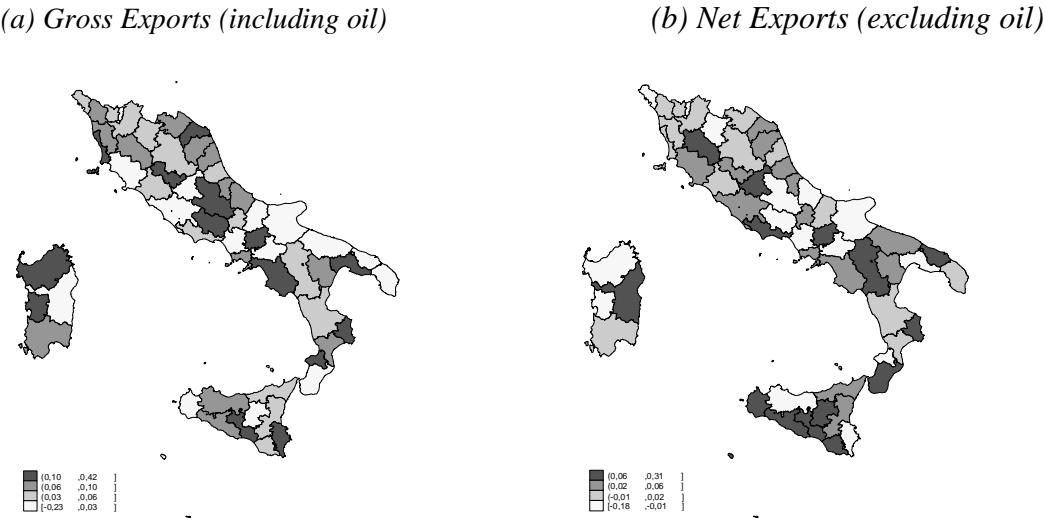 (a) Gross Exports (including oil)
(b) Net Exports (excluding oil)
(0,10 ,0,42 ]
(0,06 ,0,10 ]
(0,03 ,0,06 ]
[-0,23 ,0,03 ]
(0,06 ,0,31 ]
(0,02 ,0,06 ]
(-0,01 ,0,02 ]
[-0,18 ,-0,01 ]